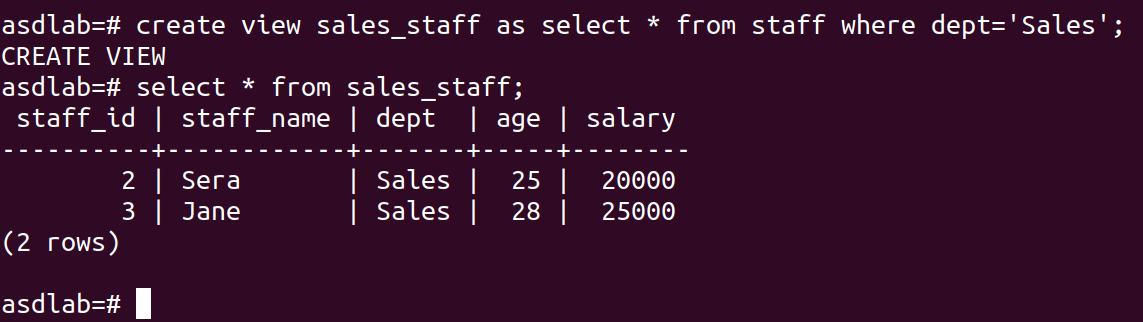 asdlab=# create view sales_staff as select * from staff where dept='Sales';
CREATE VIEW
asdlab=# select * from sales_staff;
 staff_id | staff_name | dept  | age | salary
----------+------------+-------+-----+--------
        2 | Sera       | Sales |  25 |  20000
        3 | Jane       | Sales |  28 |  25000
(2 rows)

asdlab=#